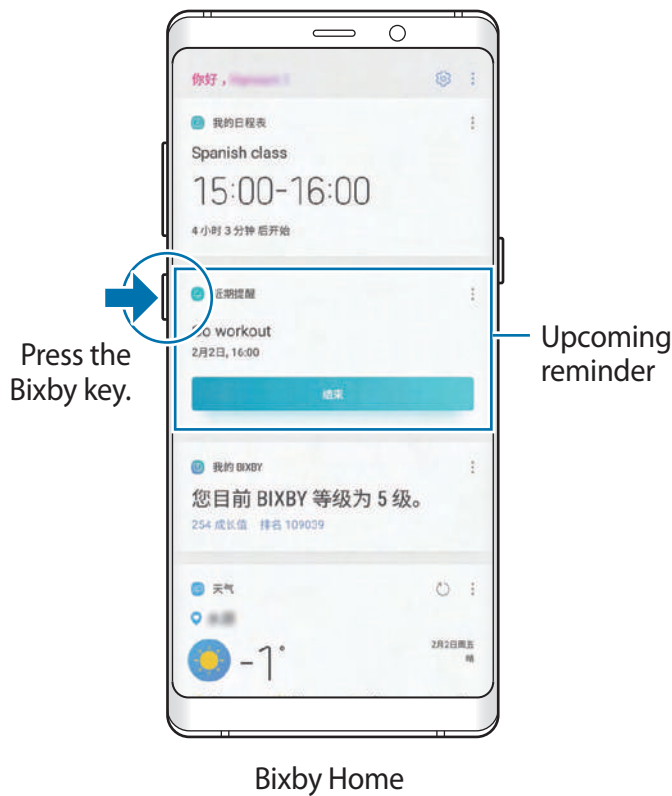 你好，
我的日程表
Spanish class
15:00-16:00
4 小时 3 分钟 后开始
近期提醒
Go workout
2月2日, 16:00
结束
Press the
Bixby key.
Upcoming
reminder
我的 BIXBY
您目前 BIXBY 等级为 5 级。
254 成长值 排名 109039
天气
-1°
2月2日周五
晴
Bixby Home